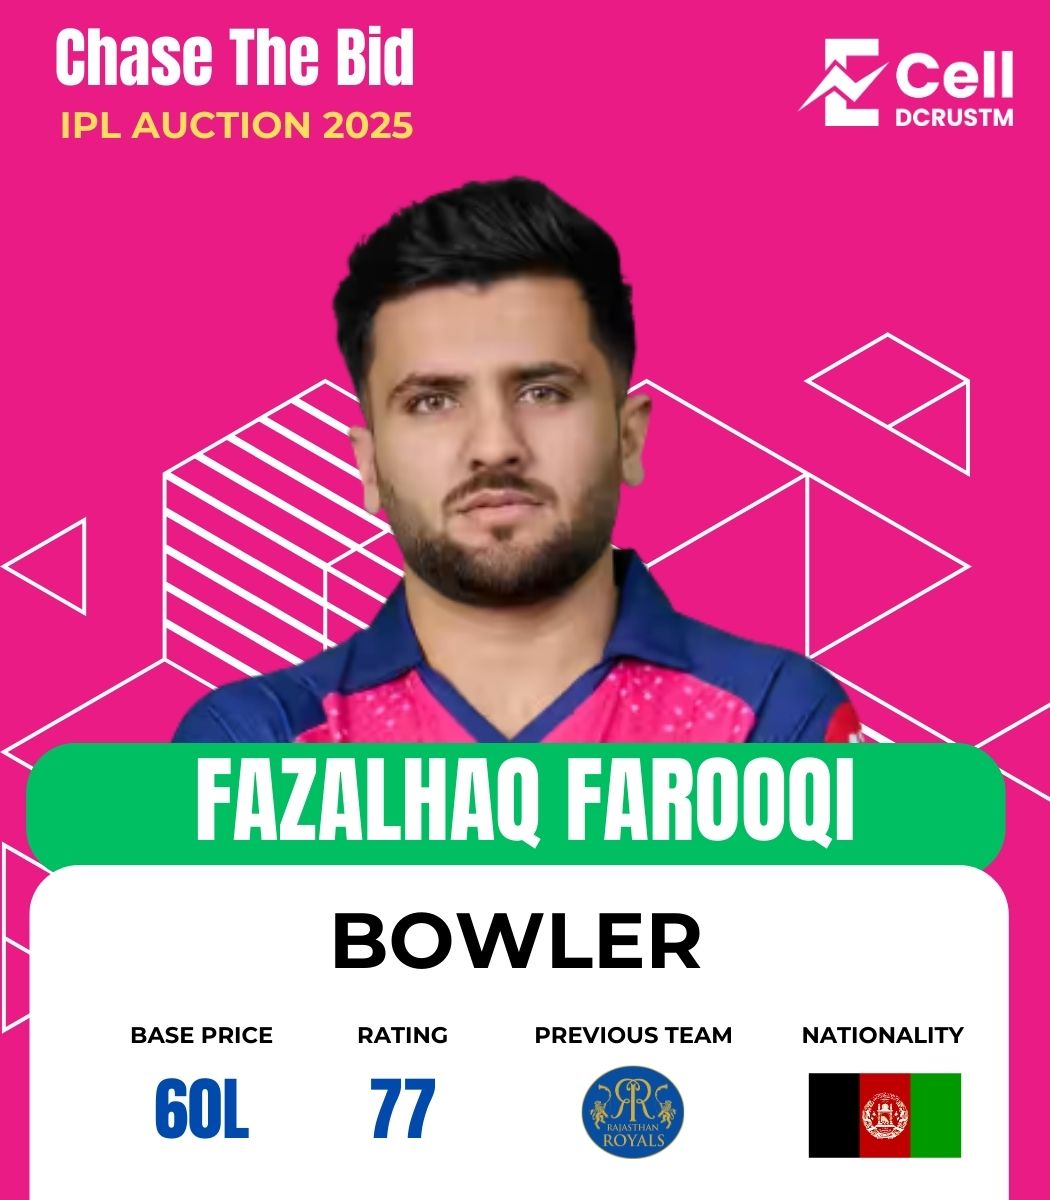 Chase The Bid
IPL AUCTION 2025
Cell
DCRUSTM
FAZALHAQ FAROOQI
BOWLER
BASE PRICE
RATING
PREVIOUS TEAM
NATIONALITY
60L
77
RAJASTHAN
ROYALS